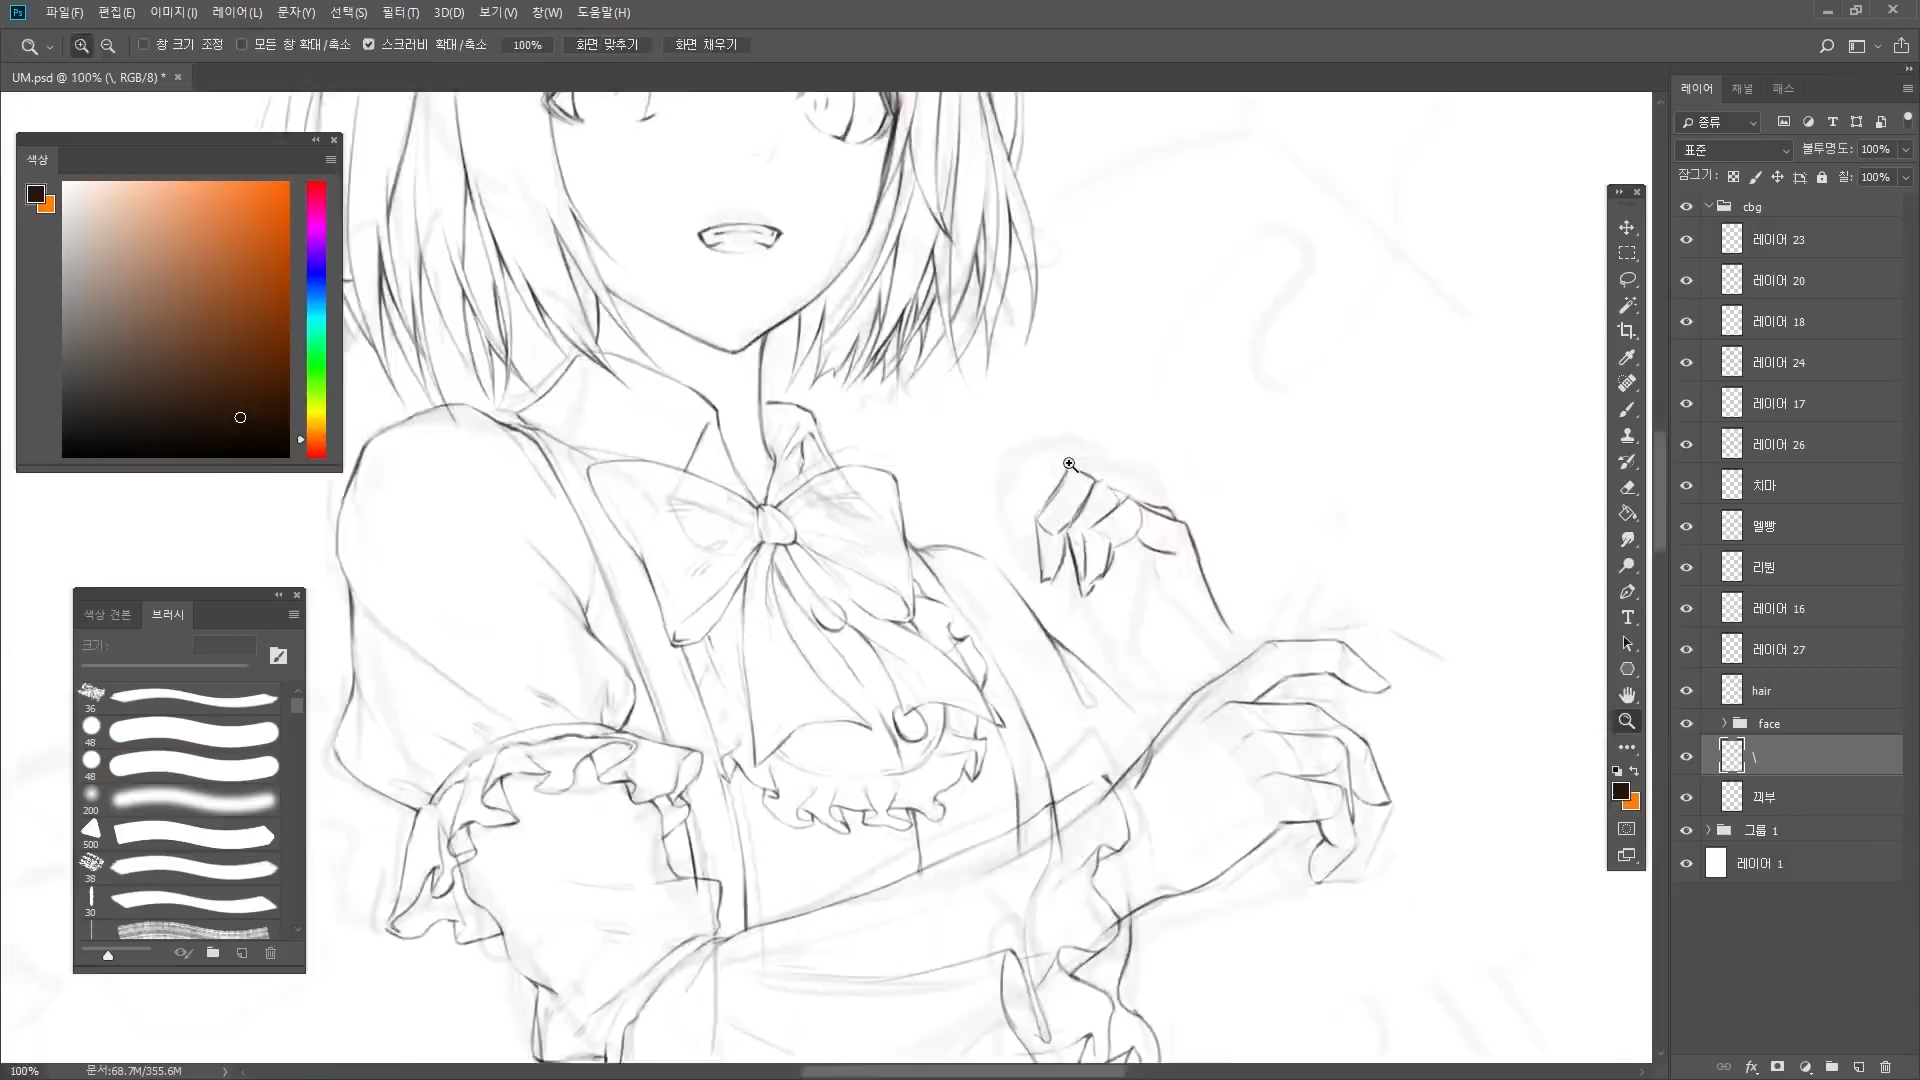 Ps 파일(F) 편집(E) 이미지(I) 레이어(L) 문자(Y) 선택(S) 필터(T) 3D(D) 보기(V) 창(W) 도움말(H)
창 크기 조정 모든 창 확대/축소 스크러비 확대/축소 100% 화면 맞추기 화면 채우기
UM.psd @ 100% (\, RGB/8) *
색상
색상 견본 브러시
크기:
36
48
48
200
500
38
30
레이어 채널 패스
종류
표준 불투명도: 100%
잠그기: 칠: 100%
cbg
레이어 23
레이어 20
레이어 18
레이어 24
레이어 17
레이어 26
치마
멜빵
리뷘
레이어 16
레이어 27
hair
face
\
끠부
그룹 1
레이어 1
100% 문서:68.7M/355.6M